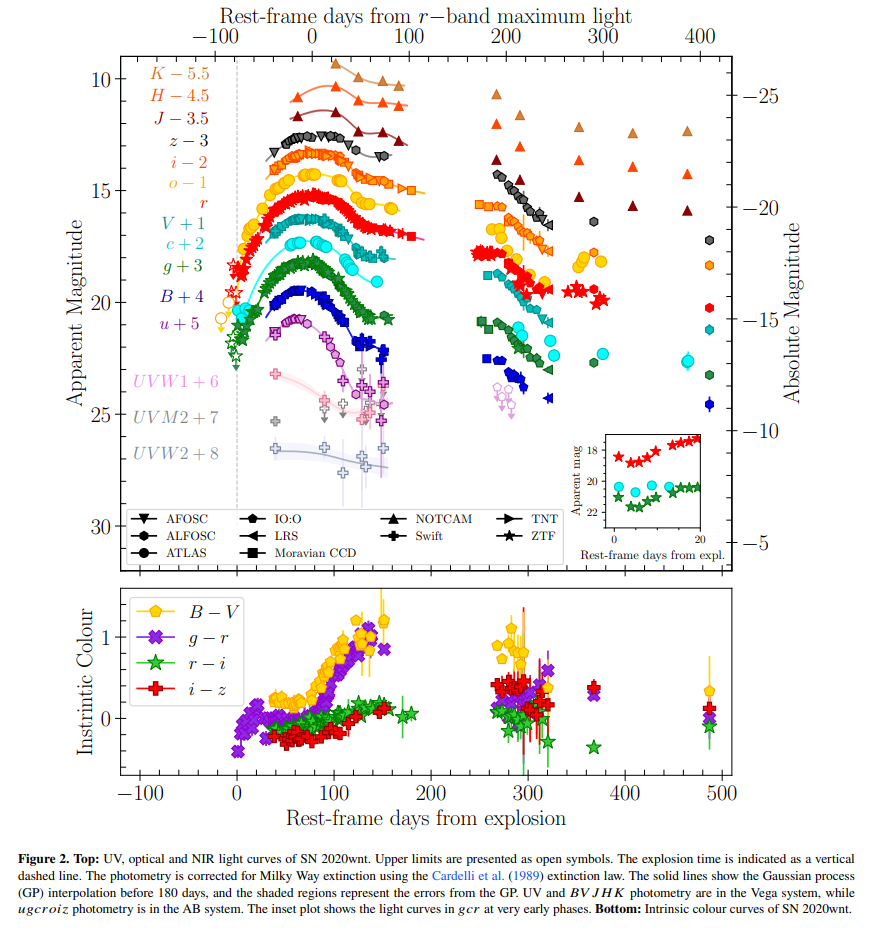 Rest-frame days from r−band maximum light
−100 0 100 200 300 400
K − 5.5
H − 4.5
J − 3.5
z − 3
i − 2
o − 1
r
V + 1
c + 2
g + 3
B + 4
u + 5
UVW1 + 6
UVM2 + 7
UVW2 + 8
10
15
20
25
30
Apparent Magnitude
−25
−20
−15
−10
−5
Absolute Magnitude
AFOSC IO:O NOTCAM TNT
ALFOSC LRS Swift ZTF
ATLAS Moravian CCD
Aparent mag
18
20
22
0 20
Rest-frame days from expl.
B − V
g − r
r − i
i − z
1
0
Instrintic Colour
−100 0 100 200 300 400 500
Rest-frame days from explosion
Figure 2. Top: UV, optical and NIR light curves of SN 2020wnt. Upper limits are presented as open symbols. The explosion time is indicated as a vertical
dashed line. The photometry is corrected for Milky Way extinction using the Cardelli et al. (1989) extinction law. The solid lines show the Gaussian process
(GP) interpolation before 180 days, and the shaded regions represent the errors from the GP. UV and BVJHK photometry are in the Vega system, while
ugcroiz photometry is in the AB system. The inset plot shows the light curves in gcr at very early phases. Bottom: Intrinsic colour curves of SN 2020wnt.